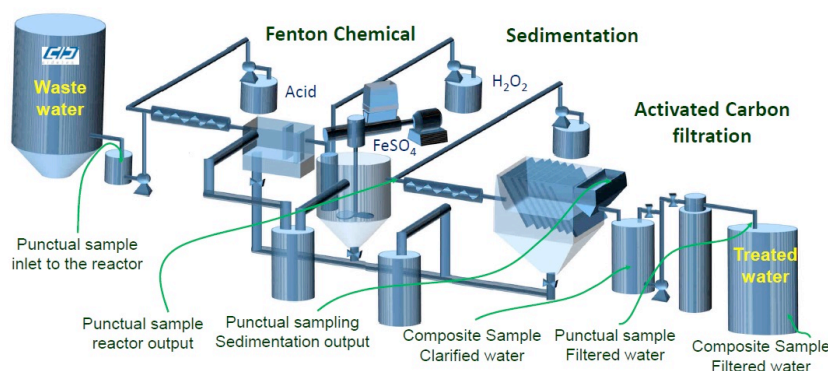 Fenton Chemical
Sedimentation
Waste
water
Acid
H₂O₂
FeSO₄
Activated Carbon
filtration
Treated
water
Punctual sample
inlet to the reactor
Punctual sample
reactor output
Punctual sampling
Sedimentation output
Composite Sample
Clarified water
Punctual sample
Filtered water
Composite Sample
Filtered water